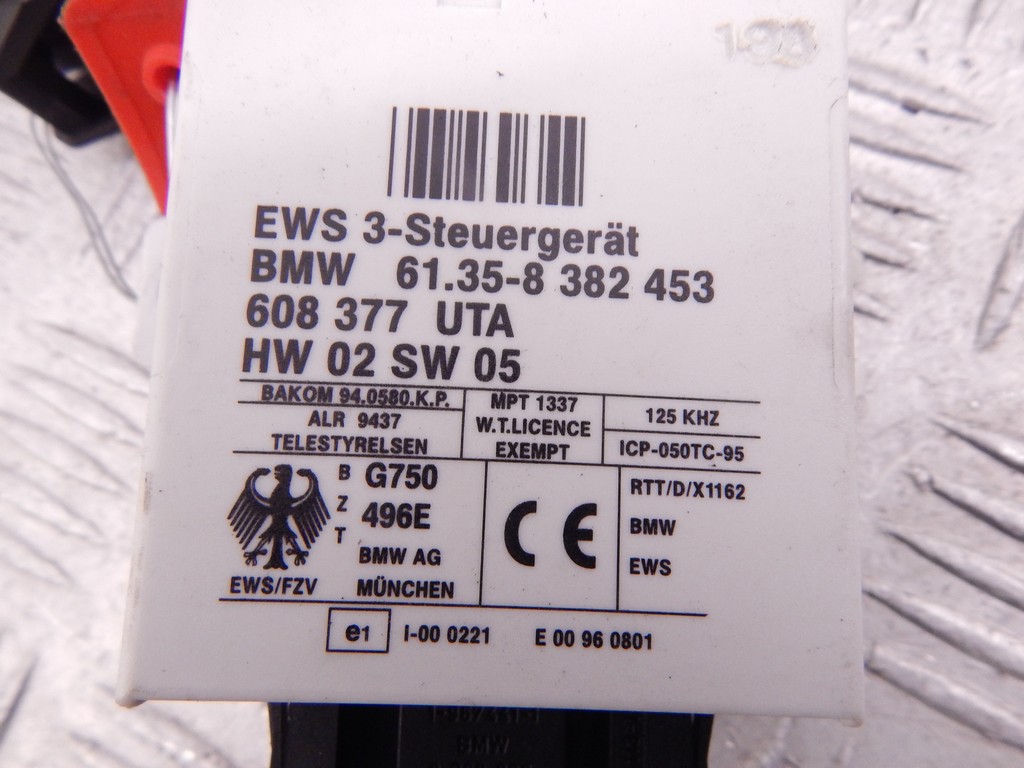 EWS 3-Steuergerät
BMW 61.35-8 382 453
608 377 UTA
HW 02 SW 05
BAKOM 94.0580.K.P.
ALR 9437
TELESTYRELSEN
MPT 1337
W.T.LICENCE
EXEMPT
125 KHZ
ICP-050TC-95
EWS/FZV
BZT
G750
496E
BMW AG
MÜNCHEN
CE
RTT/D/X1162
BMW
EWS
e1 I-00 0221 E 00 96 0801
BMW